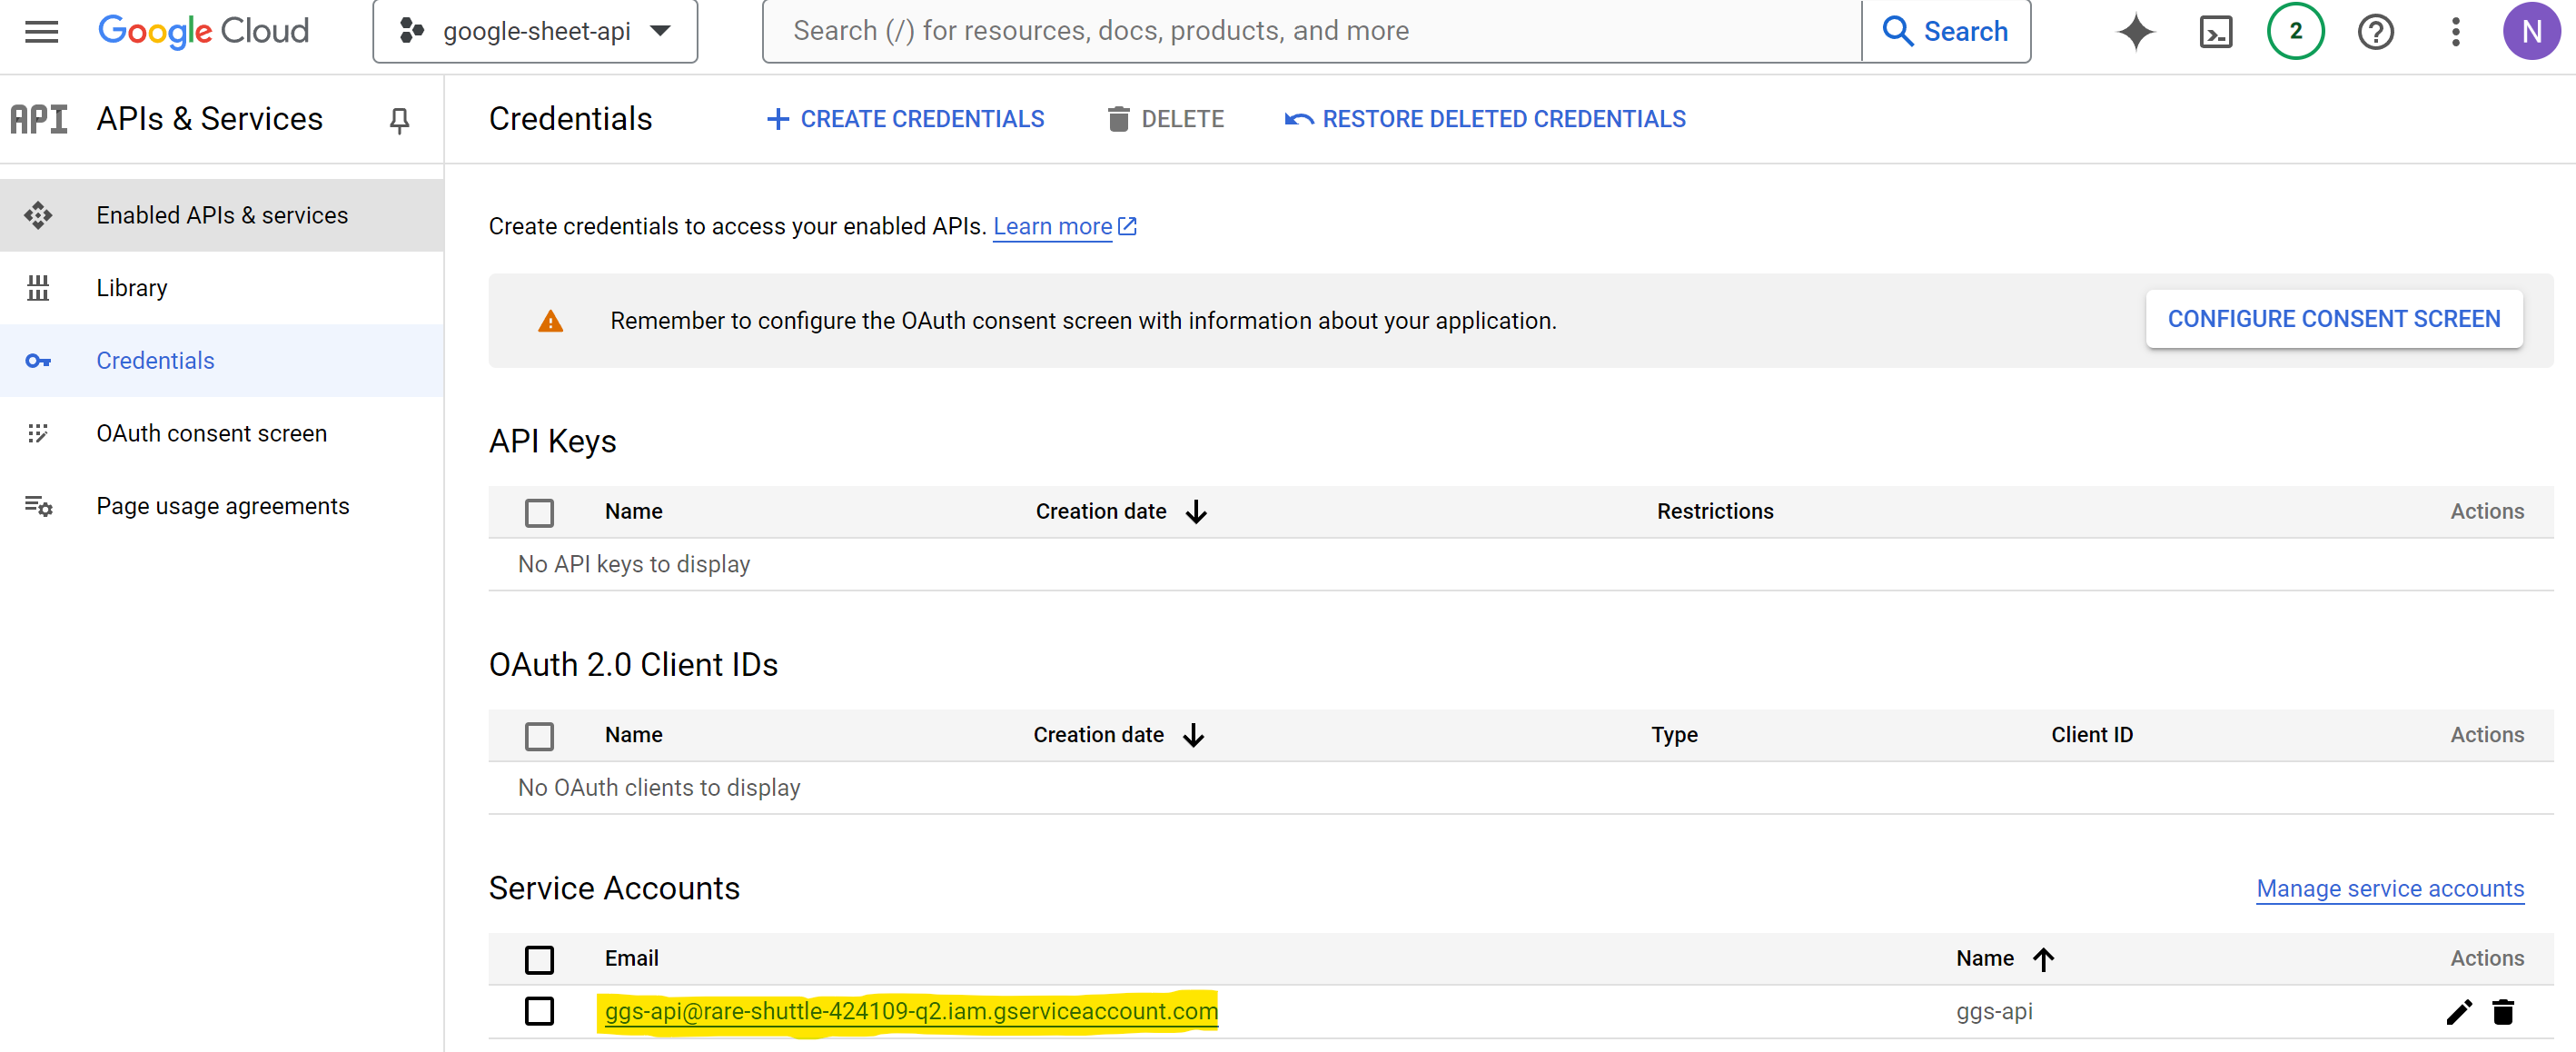 Google Cloud
google-sheet-api
Search (/) for resources, docs, products, and more
Search
2
N
API
APIs & Services
Credentials
CREATE CREDENTIALS
DELETE
RESTORE DELETED CREDENTIALS
Enabled APIs & services
Library
Credentials
OAuth consent screen
Page usage agreements
Create credentials to access your enabled APIs. Learn more
Remember to configure the OAuth consent screen with information about your application.
CONFIGURE CONSENT SCREEN
API Keys
Name Creation date Restrictions Actions
No API keys to display
OAuth 2.0 Client IDs
Name Creation date Type Client ID Actions
No OAuth clients to display
Service Accounts
Manage service accounts
Email Name Actions
ggs-api@rare-shuttle-424109-q2.iam.gserviceaccount.com ggs-api